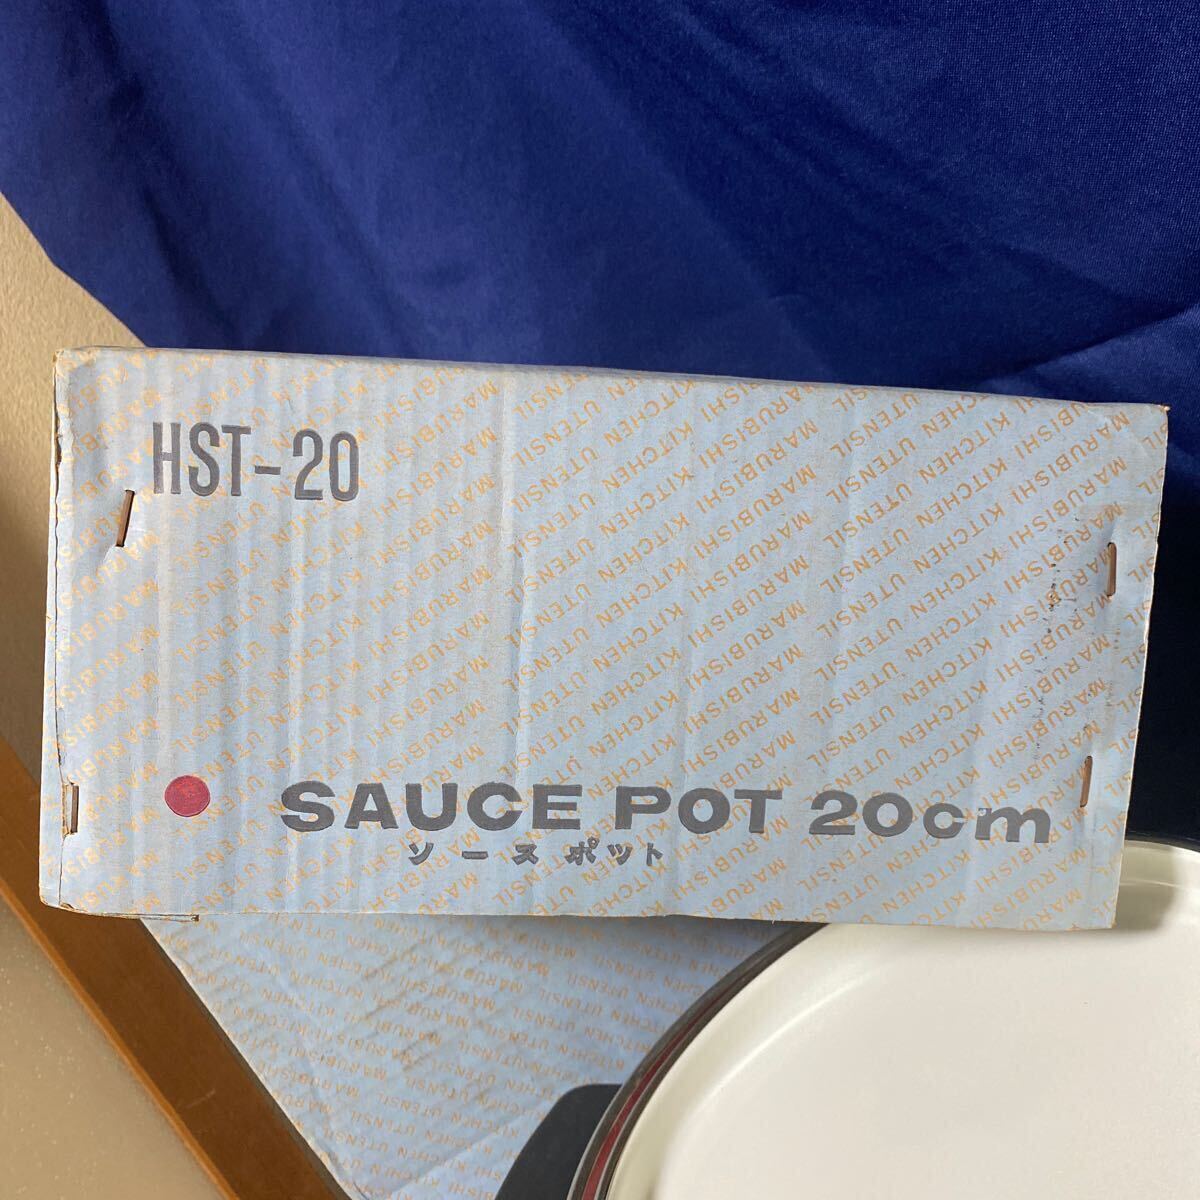 HST-20
SAUCE POT 20cm
ソース ポット
MARUBISHI KITCHEN UTENSIL